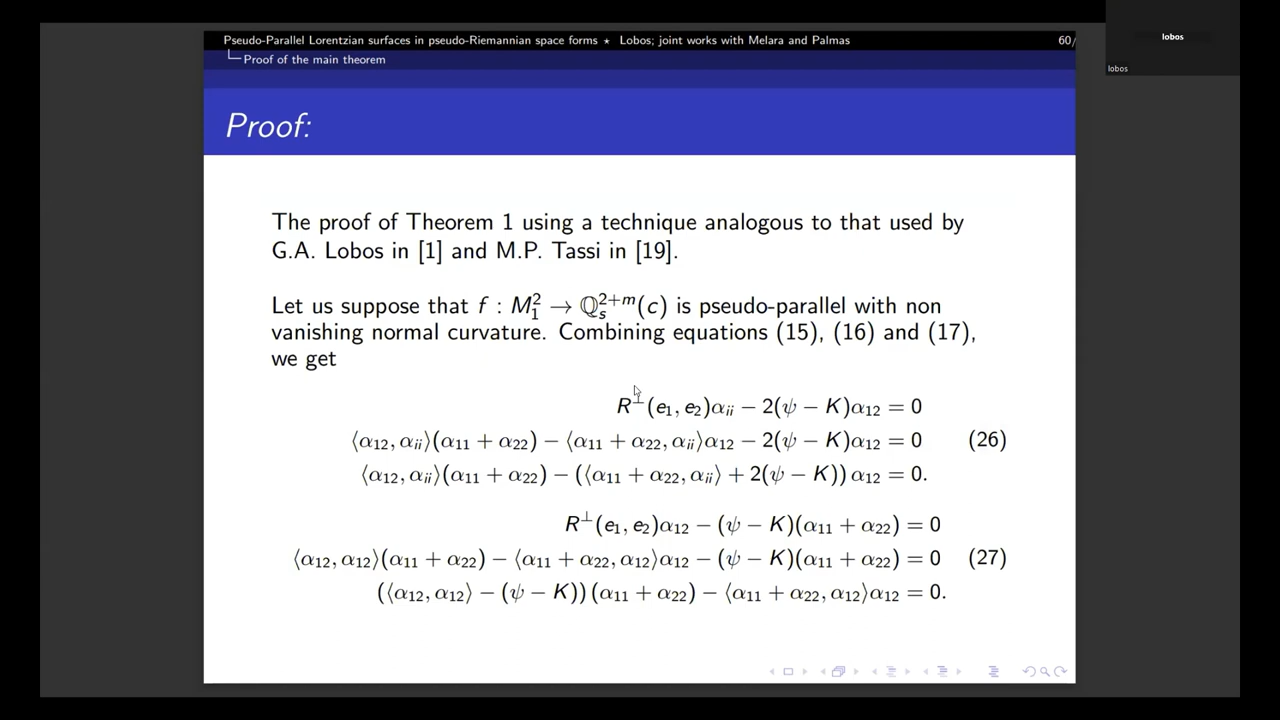 Pseudo-Parallel Lorentzian surfaces in pseudo-Riemannian space forms ⋆ Lobos; joint works with Melara and Palmas 60/
Proof of the main theorem
lobos
lobos
Proof:
The proof of Theorem 1 using a technique analogous to that used by
G.A. Lobos in [1] and M.P. Tassi in [19].
Let us suppose that f : M₁² → ℚₛ²⁺ᵐ(c) is pseudo-parallel with non
vanishing normal curvature. Combining equations (15), (16) and (17),
we get
R⊥(e₁, e₂)αᵢᵢ − 2(ψ − K)α₁₂ = 0
⟨α₁₂, αᵢᵢ⟩(α₁₁ + α₂₂) − ⟨α₁₁ + α₂₂, αᵢᵢ⟩α₁₂ − 2(ψ − K)α₁₂ = 0 (26)
⟨α₁₂, αᵢᵢ⟩(α₁₁ + α₂₂) − (⟨α₁₁ + α₂₂, αᵢᵢ⟩ + 2(ψ − K)) α₁₂ = 0.
R⊥(e₁, e₂)α₁₂ − (ψ − K)(α₁₁ + α₂₂) = 0
⟨α₁₂, α₁₂⟩(α₁₁ + α₂₂) − ⟨α₁₁ + α₂₂, α₁₂⟩α₁₂ − (ψ − K)(α₁₁ + α₂₂) = 0 (27)
(⟨α₁₂, α₁₂⟩ − (ψ − K)) (α₁₁ + α₂₂) − ⟨α₁₁ + α₂₂, α₁₂⟩α₁₂ = 0.